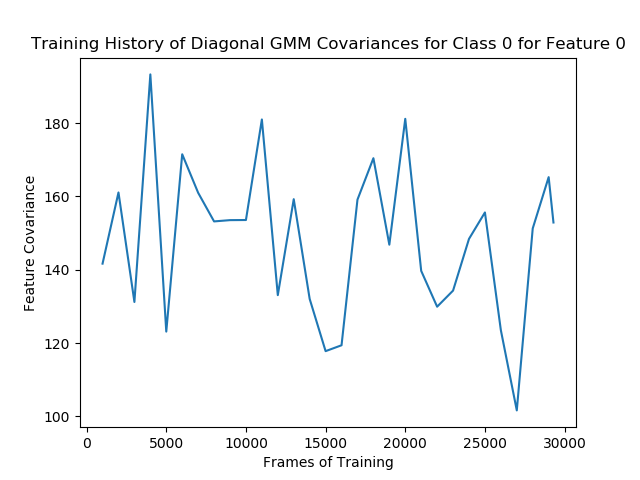 Training History of Diagonal GMM Covariances for Class 0 for Feature 0
Feature Covariance
180
160
140
120
100
0 5000 10000 15000 20000 25000 30000
Frames of Training